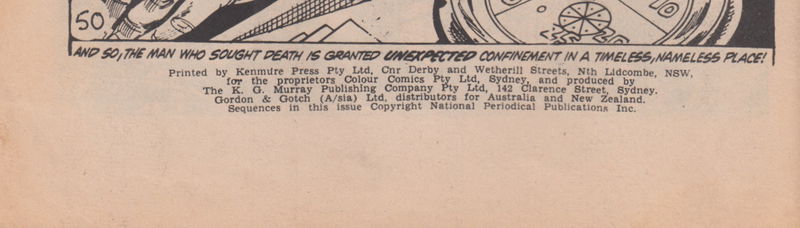 50
AND SO, THE MAN WHO SOUGHT DEATH IS GRANTED UNEXPECTED CONFINEMENT IN A TIMELESS, NAMELESS PLACE!
Printed by Kenmure Press Pty Ltd, Cnr Derby and Wetherill Streets, Nth Lidcombe, NSW,
for the proprietors Colour Comics Pty Ltd, Sydney, and produced by
The K. G. Murray Publishing Company Pty Ltd, 142 Clarence Street, Sydney.
Gordon & Gotch (A/sia) Ltd, distributors for Australia and New Zealand.
Sequences in this issue Copyright National Periodical Publications Inc.